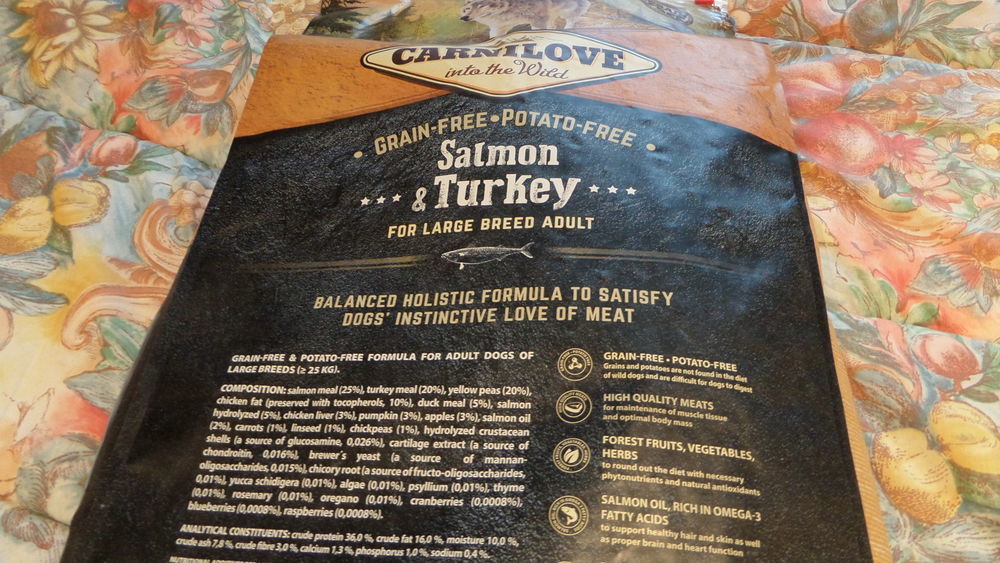 CARNILOVE
into the Wild
GRAIN-FREE•POTATO-FREE
Salmon
& Turkey
FOR LARGE BREED ADULT
BALANCED HOLISTIC FORMULA TO SATISFY
DOGS' INSTINCTIVE LOVE OF MEAT
GRAIN-FREE & POTATO-FREE FORMULA FOR ADULT DOGS OF
LARGE BREEDS (≥ 25 KG).
COMPOSITION: salmon meal (25%), turkey meal (20%), yellow peas (20%),
chicken fat (preserved with tocopherols, 10%), duck meal (5%), salmon
hydrolyzed (5%), chicken liver (3%), pumpkin (3%), apples (3%), salmon oil
(2%), carrots (1%), linseed (1%), chickpeas (1%), hydrolyzed crustacean
shells (a source of glucosamine, 0,026%), cartilage extract (a source of
chondroitin, 0,016%), brewer's yeast (a source of mannan-
oligosaccharides, 0,015%), chicory root (a source of fructo-oligosaccharides,
0,01%), yucca schidigera (0,01%), algae (0,01%), psyllium (0,01%), thyme
(0,01%), rosemary (0,01%), oregano (0,01%), cranberries (0,0008%),
blueberries (0,0008%), raspberries (0,0008%).
ANALYTICAL CONSTITUENTS: crude protein 36,0 %, crude fat 16,0 %, moisture 10,0 %,
crude ash 7,8 %, crude fibre 3,0 %, calcium 1,3 %, phosphorus 1,0 %, sodium 0,4 %.
GRAIN-FREE • POTATO-FREE
Grains and potatoes are not found in the diet
of wild dogs and are difficult for dogs to digest
HIGH QUALITY MEATS
for maintenance of muscle tissue
and optimal body mass
FOREST FRUITS, VEGETABLES,
HERBS
to round out the diet with necessary
phytonutrients and natural antioxidants
SALMON OIL, RICH IN OMEGA-3
FATTY ACIDS
to support healthy hair and skin as well
as proper brain and heart function